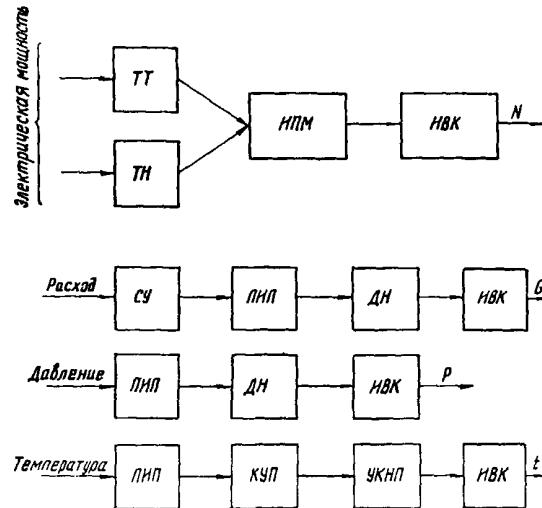 Электрическая мощность
ТТ
ТН
ИПМ
ИВК
N
Расход
СУ
ПИП
ДН
ИВК
G
Давление
ПИП
ДН
ИВК
P
Температура
ПИП
КУП
УКНП
ИВК
t